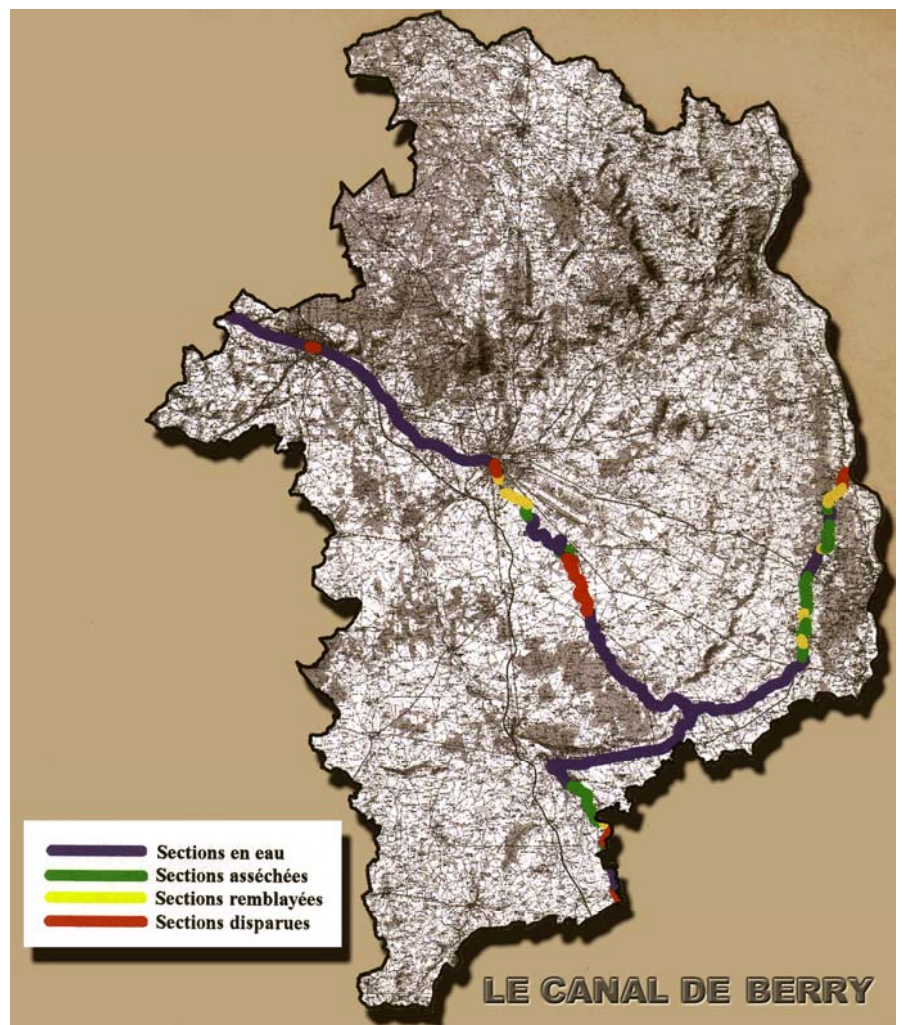 Sections en eau
Sections asséchées
Sections remblayées
Sections disparues
LE CANAL DE BERRY